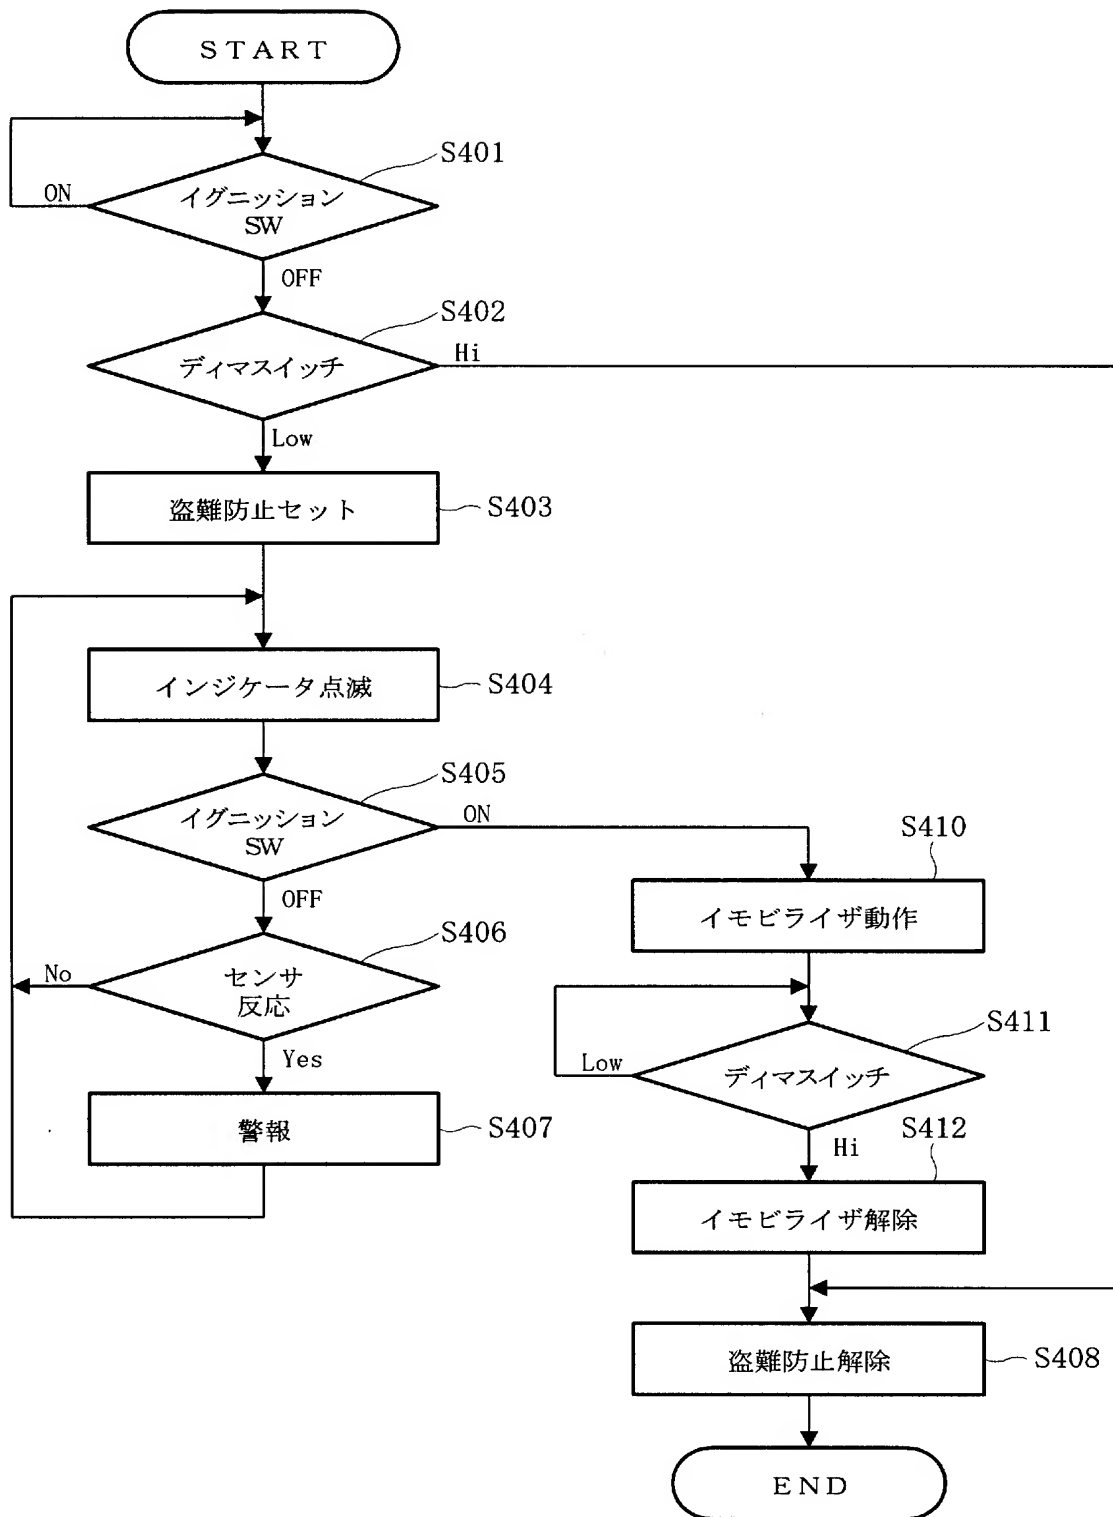 START
S401
ON
イグニッション
SW
OFF
S402
Hi
ディマスイッチ
Low
盗難防止セット
S403
インジケータ点滅
S404
S405
イグニッション
SW
ON
OFF
S410
イモビライザ動作
S406
No
センサ
反応
Yes
S411
Low
ディマスイッチ
警報
S407
Hi
S412
イモビライザ解除
盗難防止解除
S408
END